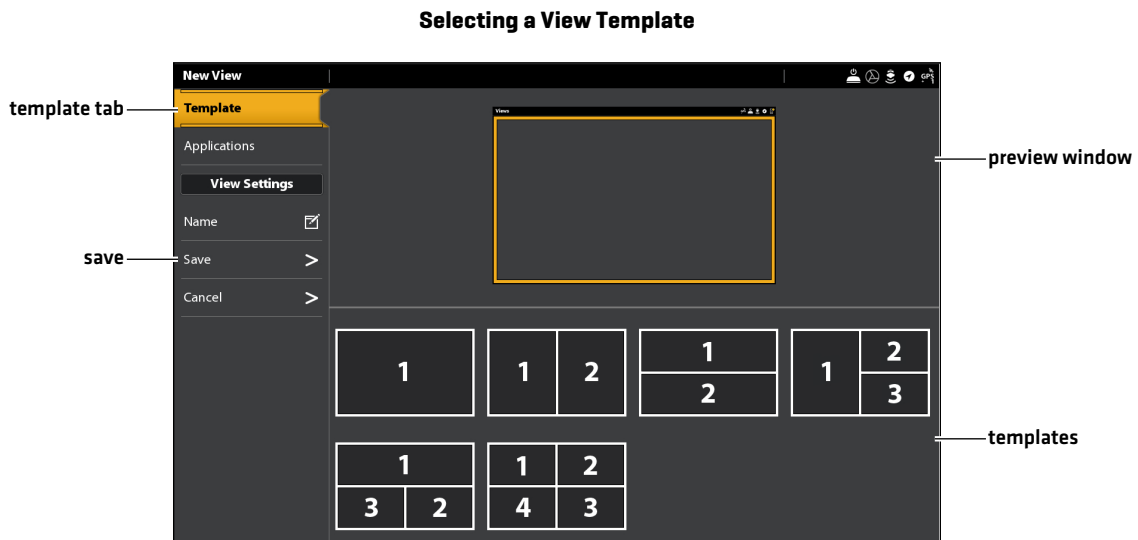 Selecting a View Template
New View
GPS
template tab
Template
Views
Applications
preview window
View Settings
Name
save
Save >
Cancel >
1
1 2
1
2
1
2
3
templates
1
3 2
1 2
4 3